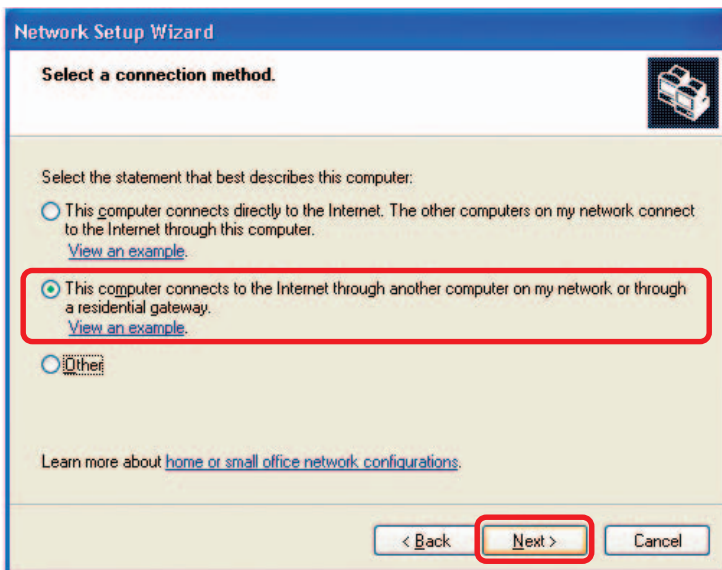 Network Setup Wizard
Select a connection method.
Select the statement that best describes this computer:
This computer connects directly to the Internet. The other computers on my network connect
to the Internet through this computer.
View an example.
This computer connects to the Internet through another computer on my network or through
a residential gateway.
View an example.
Other
Learn more about home or small office network configurations.
< Back
Next >
Cancel